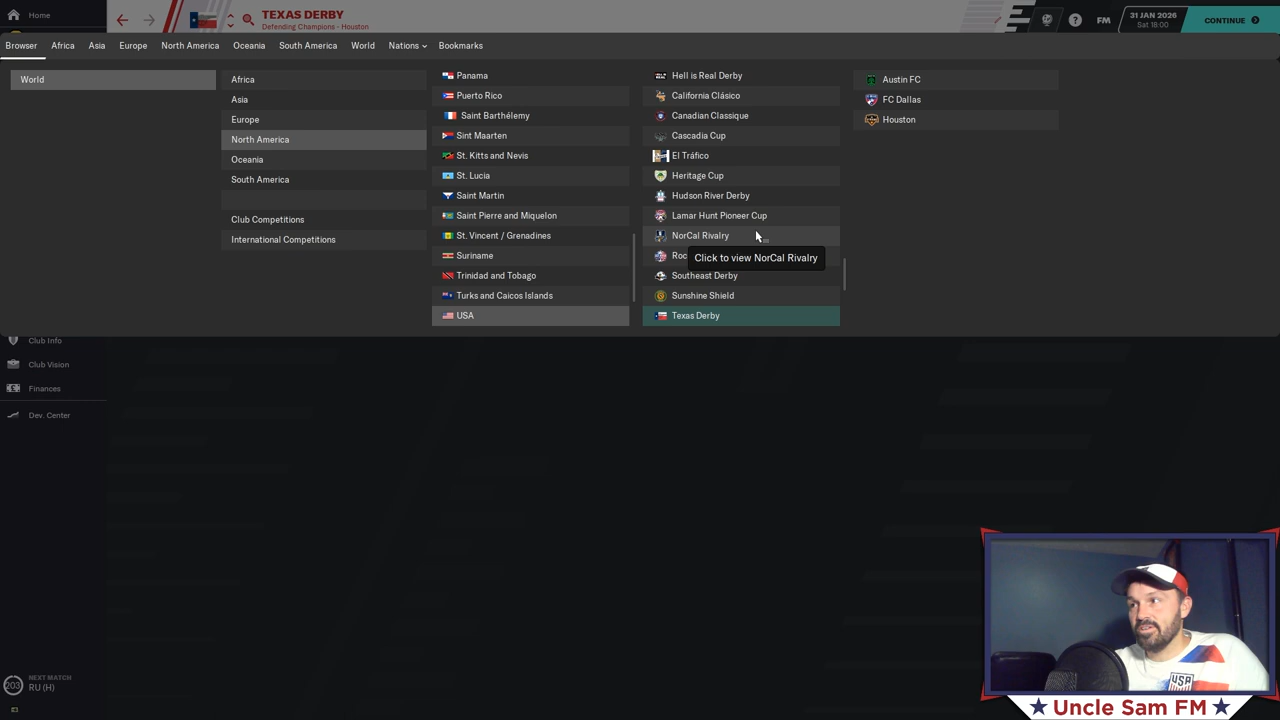 Home
TEXAS DERBY
Defending Champions - Houston
FM
31 JAN 2026
Sat 18:00
CONTINUE
Browser
Africa
Asia
Europe
North America
Oceania
South America
World
Nations
Bookmarks
World
Africa
Asia
Europe
North America
Oceania
South America
Club Competitions
International Competitions
Panama
Puerto Rico
Saint Barthélemy
Sint Maarten
St. Kitts and Nevis
St. Lucia
Saint Martin
Saint Pierre and Miquelon
St. Vincent / Grenadines
Suriname
Trinidad and Tobago
Turks and Caicos Islands
USA
Hell is Real Derby
California Clásico
Canadian Classique
Cascadia Cup
El Tráfico
Heritage Cup
Hudson River Derby
Lamar Hunt Pioneer Cup
NorCal Rivalry
Click to view NorCal Rivalry
Southeast Derby
Sunshine Shield
Texas Derby
Austin FC
FC Dallas
Houston
Club Info
Club Vision
Finances
Dev. Center
NEXT MATCH
203
RU (H)
USA
Uncle Sam FM